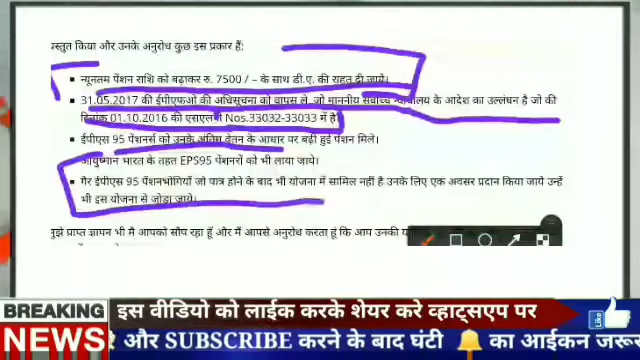 प्रस्तुत किया और उनके अनुरोध कुछ इस प्रकार हैं:
न्यूनतम पेंशन राशि को बढ़ाकर रु. 7500 / – के साथ डी.ए. की राहत दी जाये।
31.05.2017 की ईपीएफओ की अधिसूचना को वापस ले, जो माननीय सर्वोच्च न्यायालय के आदेश का उल्लंघन है जो की
दिनांक 01.10.2016 की एसएलपी Nos.33032-33033 में है।
ईपीएस 95 पेंशनर्स को उनके अंतिम वेतन के आधार पर बढ़ी हुई पेंशन मिले।
आयुष्मान भारत के तहत EPS95 पेंशनरों को भी लाया जाये।
गैर ईपीएस 95 पेंशनभोगियों जो पात्र होने के बाद भी योजना में सामिल नहीं है उनके लिए एक अवसर प्रदान किया जाये उन्हें
भी इस योजना से जोड़ा जाये।
मुझे प्राप्त ज्ञापन भी मै आपको सौप रहा हूँ और मै आपसे अनुरोध करता हूं कि आप उनकी
BREAKING
NEWS
इस वीडियो को लाईक करके शेयर करे व्हाट्सएप पर
और SUBSCRIBE करने के बाद घंटी का आईकन जरूर
Like